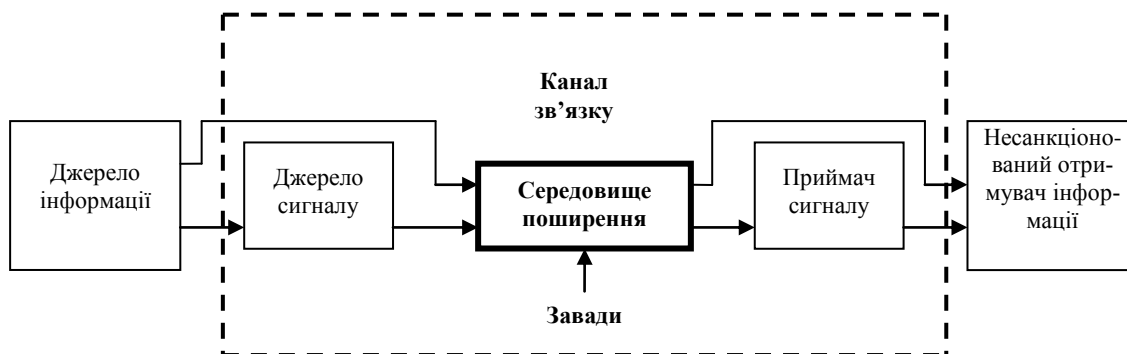 Канал
зв’язку
Джерело
інформації
Джерело
сигналу
Середовище
поширення
Приймач
сигналу
Несанкціоно-
ваний отри-
мувач інфор-
мації
Завади